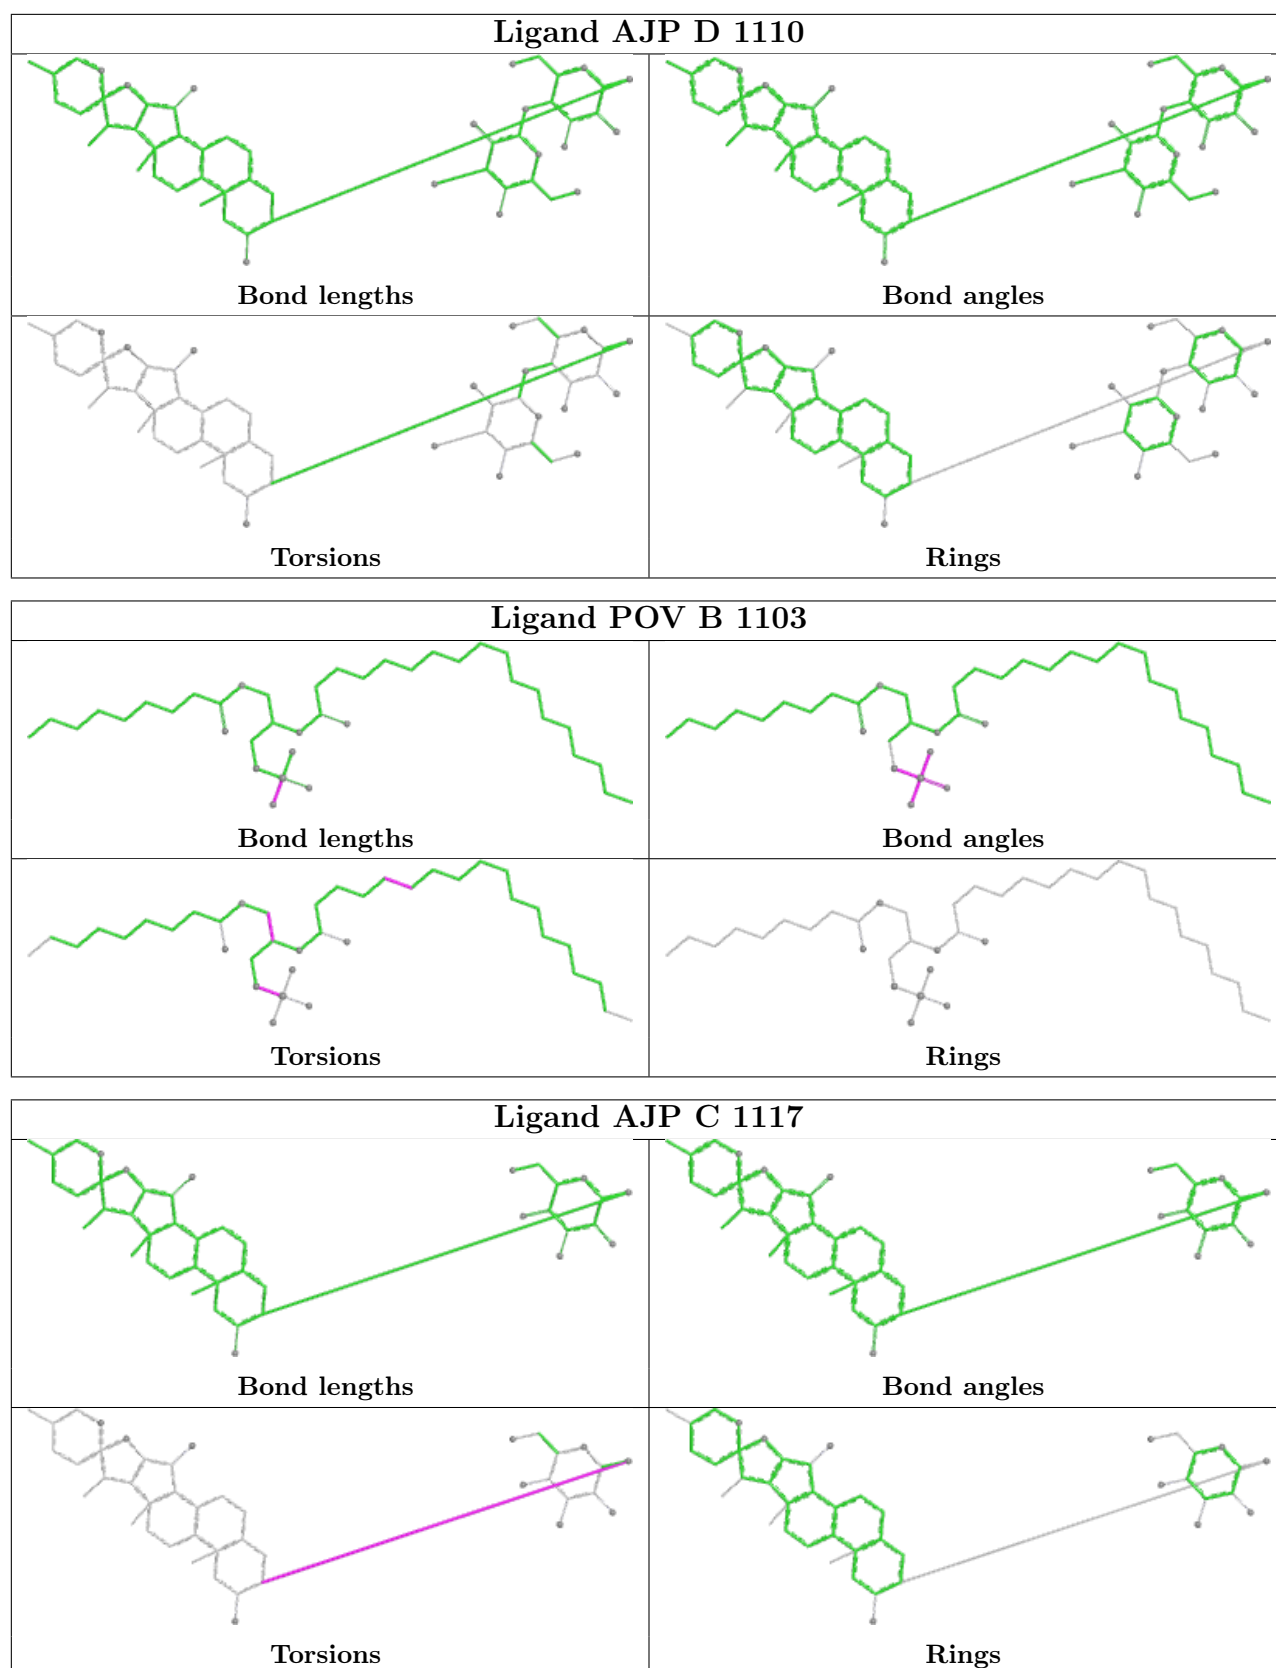 Ligand AJP D 1110
Bond lengths
Bond angles
Torsions
Rings
Ligand POV B 1103
Bond lengths
Bond angles
Torsions
Rings
Ligand AJP C 1117
Bond lengths
Bond angles
Torsions
Rings